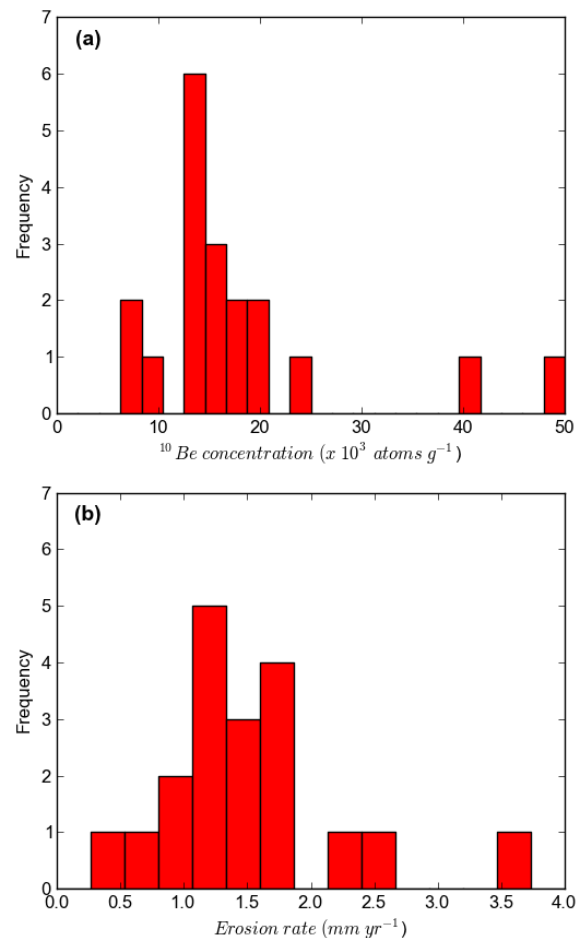 (a)
7
6
5
4
3
2
1
0
Frequency
0 10 20 30 40 50
¹⁰ Be concentration (x 10³ atoms g⁻¹)
(b)
7
6
5
4
3
2
1
0
Frequency
0.0 0.5 1.0 1.5 2.0 2.5 3.0 3.5 4.0
Erosion rate (mm yr⁻¹)